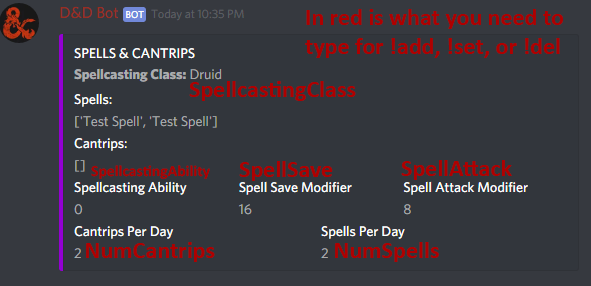 D&D Bot BOT Today at 10:35 PM
In red is what you need to
type for !add, !set, or !del
SPELLS & CANTRIPS
Spellcasting Class: Druid
SpellcastingClass
Spells:
['Test Spell', 'Test Spell']
Cantrips:
[]
SpellcastingAbility SpellSave SpellAttack
Spellcasting Ability Spell Save Modifier Spell Attack Modifier
0 16 8
Cantrips Per Day Spells Per Day
2 NumCantrips 2 NumSpells